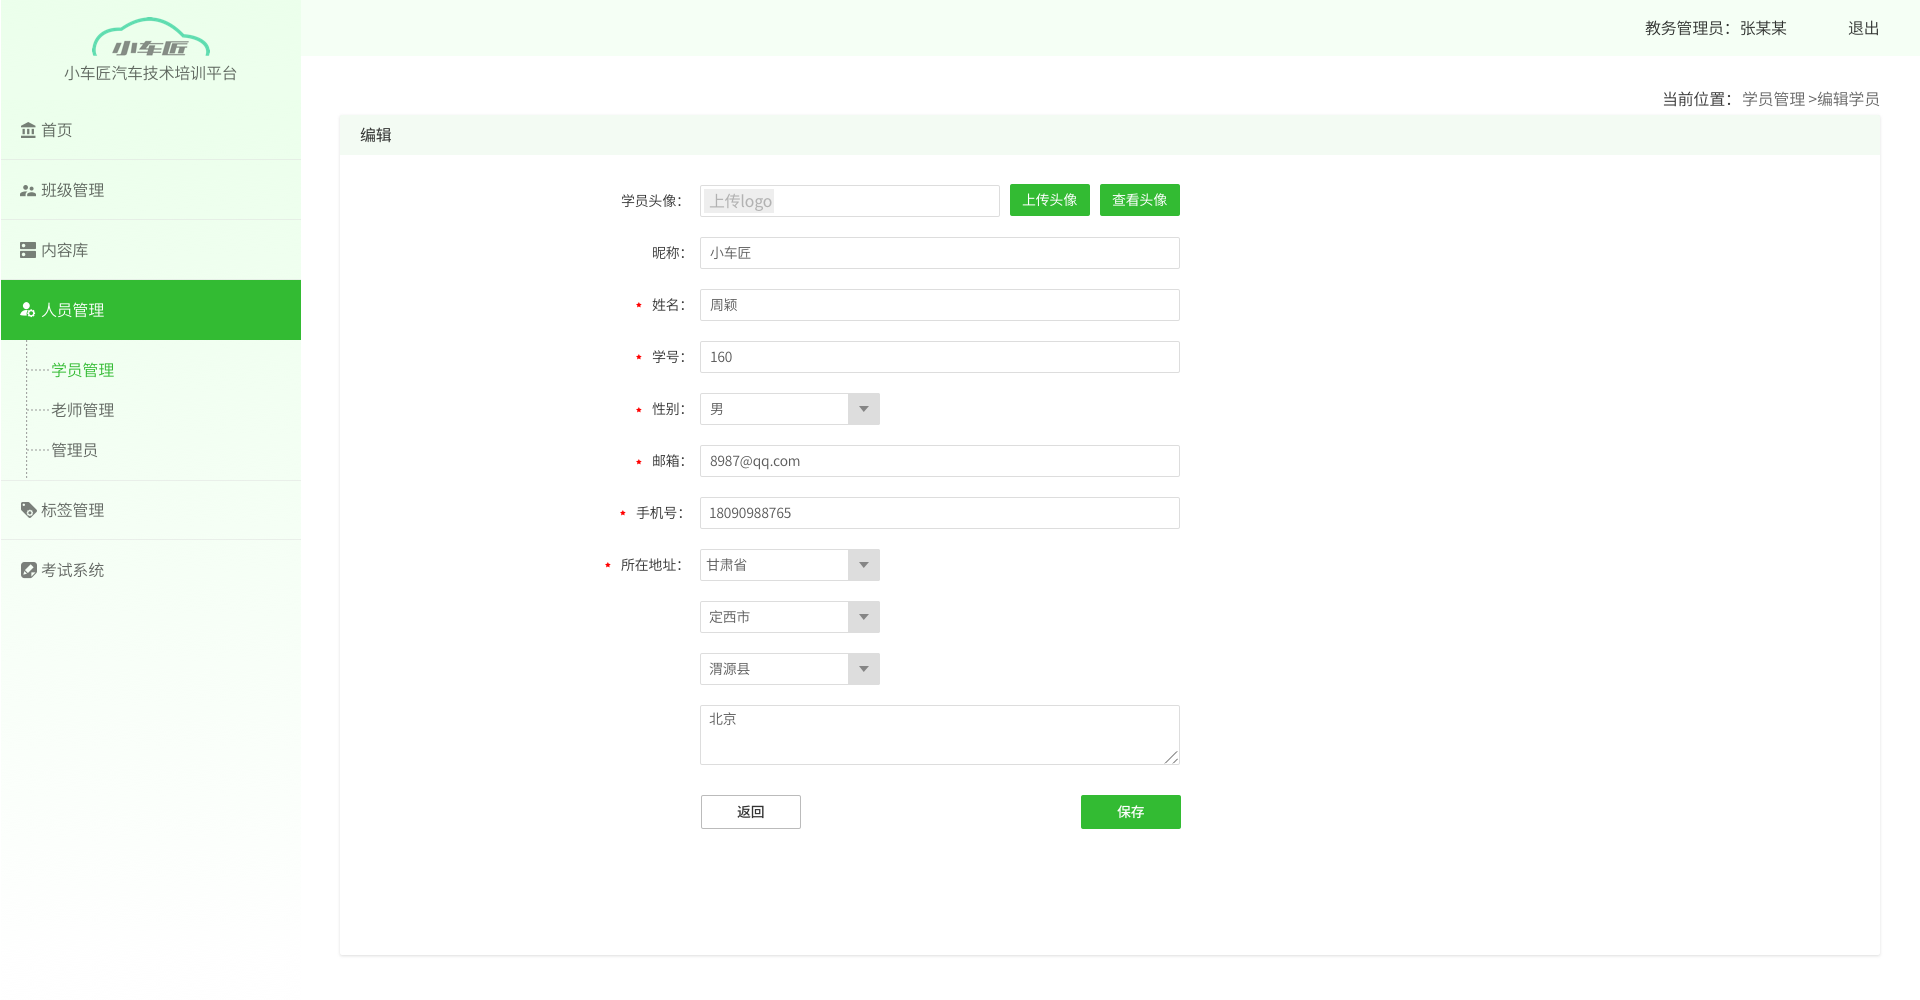 小车匠
小车匠汽车技术培训平台
教务管理员：张某某
退出
首页
班级管理
内容库
人员管理
学员管理
老师管理
管理员
标签管理
考试系统
当前位置：学员管理 >编辑学员
编辑
学员头像：
上传logo
上传头像
查看头像
昵称：
小车匠
* 姓名：
周颖
* 学号：
160
* 性别：
男
* 邮箱：
8987@qq.com
* 手机号：
18090988765
* 所在地址：
甘肃省
定西市
渭源县
北京
返回
保存